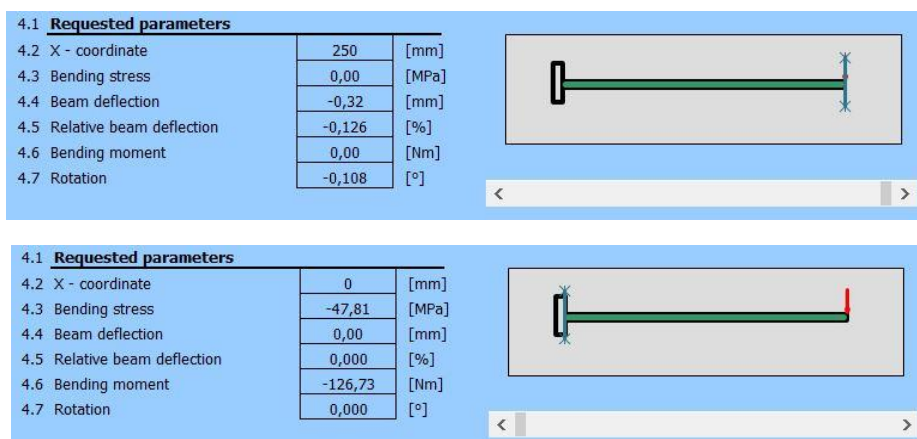 4.1 Requested parameters
4.2 X - coordinate 250 [mm]
4.3 Bending stress 0,00 [MPa]
4.4 Beam deflection -0,32 [mm]
4.5 Relative beam deflection -0,126 [%]
4.6 Bending moment 0,00 [Nm]
4.7 Rotation -0,108 [°]
4.1 Requested parameters
4.2 X - coordinate 0 [mm]
4.3 Bending stress -47,81 [MPa]
4.4 Beam deflection 0,00 [mm]
4.5 Relative beam deflection 0,000 [%]
4.6 Bending moment -126,73 [Nm]
4.7 Rotation 0,000 [°]